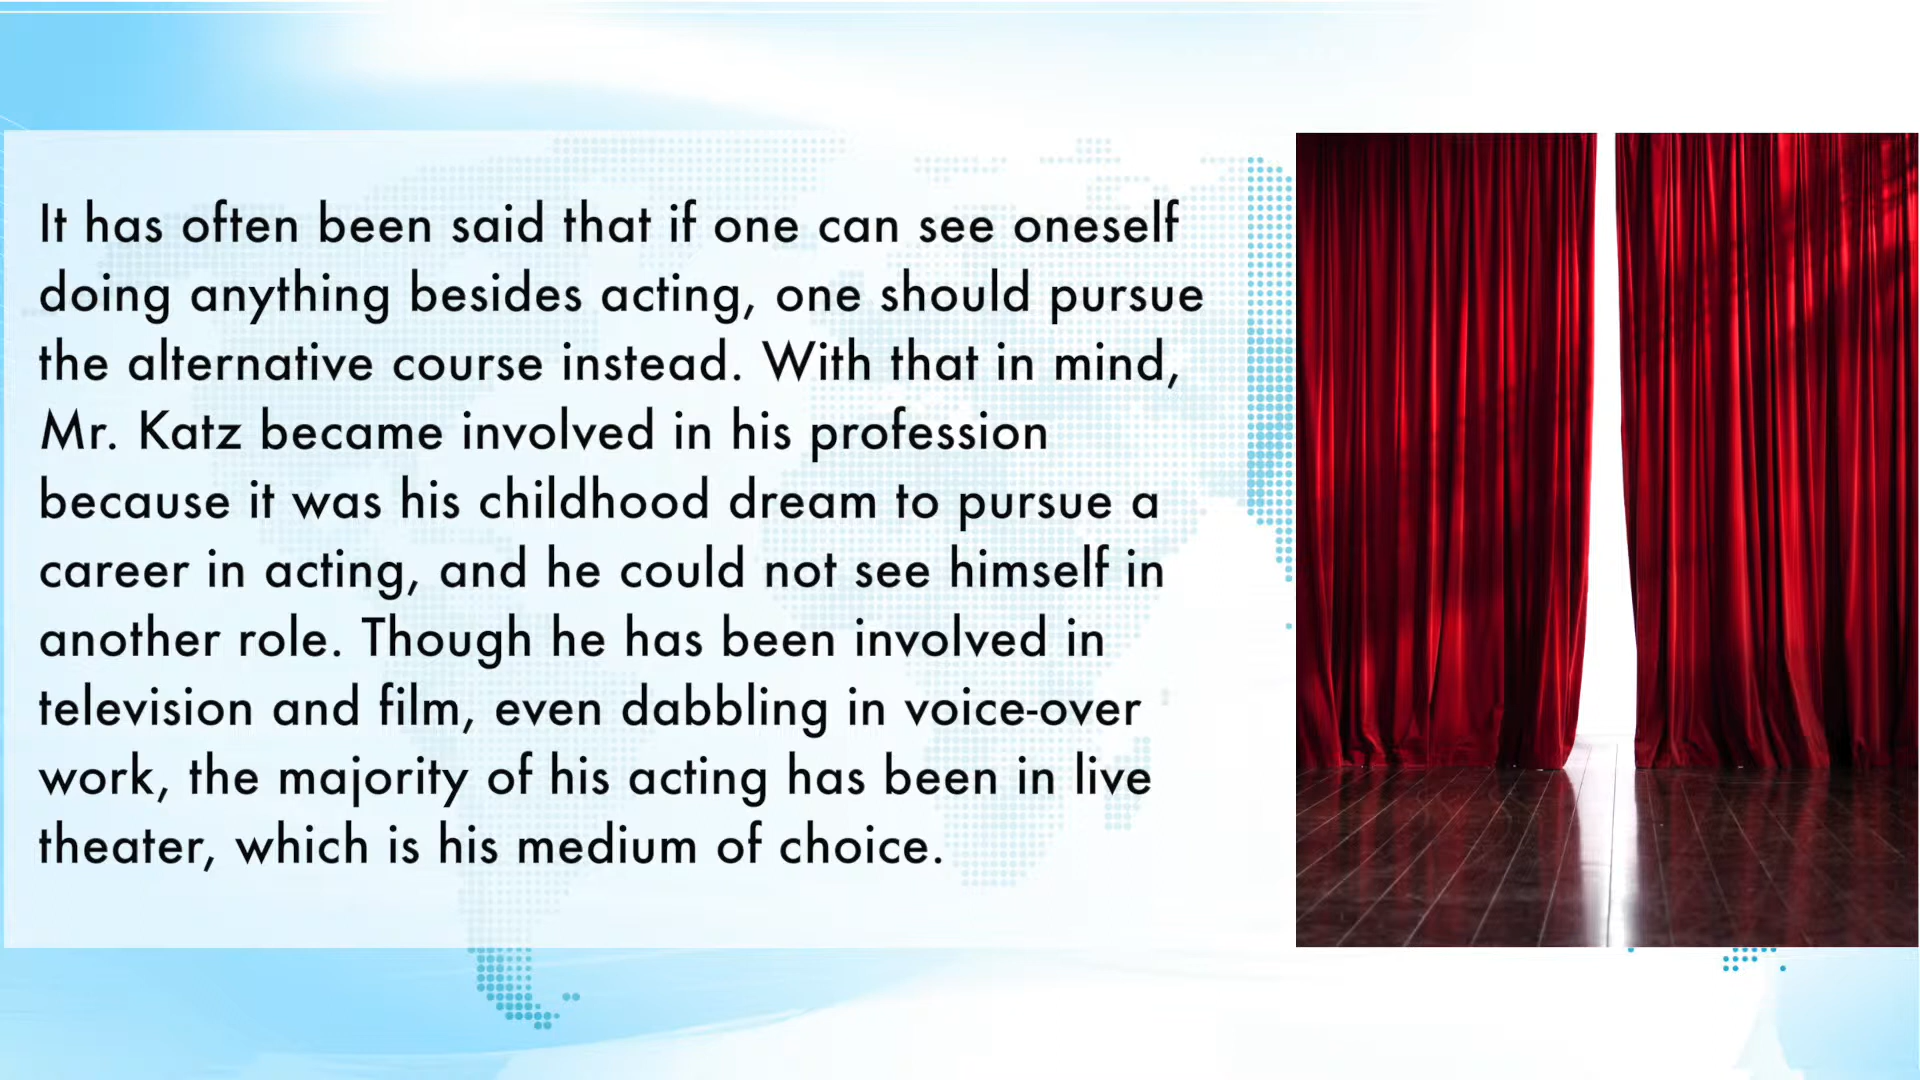 It has often been said that if one can see oneself
doing anything besides acting, one should pursue
the alternative course instead. With that in mind,
Mr. Katz became involved in his profession
because it was his childhood dream to pursue a
career in acting, and he could not see himself in
another role. Though he has been involved in
television and film, even dabbling in voice-over
work, the majority of his acting has been in live
theater, which is his medium of choice.